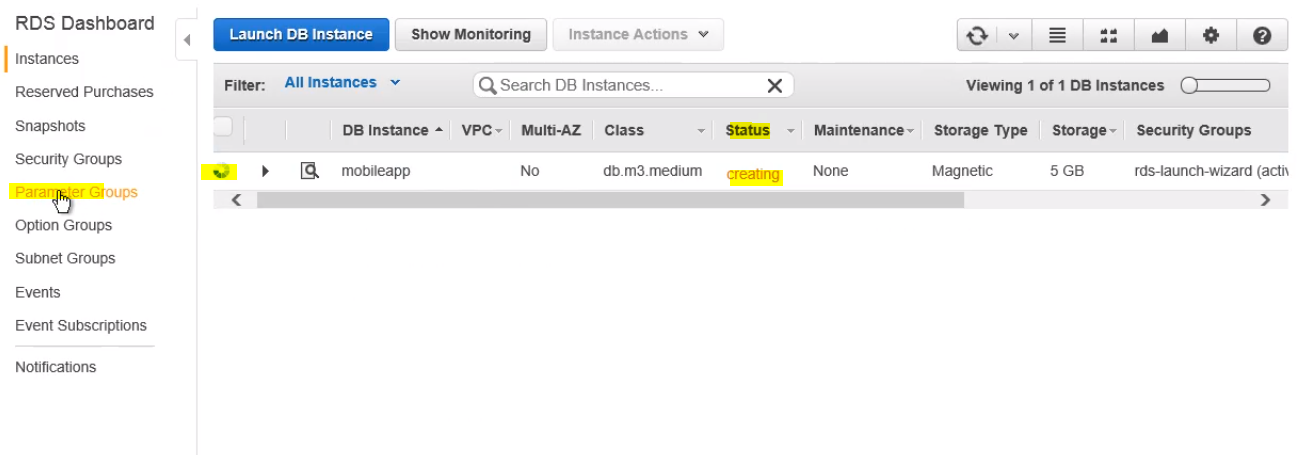 RDS Dashboard
Instances
Reserved Purchases
Snapshots
Security Groups
Parameter Groups
Option Groups
Subnet Groups
Events
Event Subscriptions
Notifications
Launch DB Instance Show Monitoring Instance Actions
Filter: All Instances Search DB Instances... Viewing 1 of 1 DB Instances
DB Instance VPC Multi-AZ Class Status Maintenance Storage Type Storage Security Groups
mobileapp No db.m3.medium creating None Magnetic 5 GB rds-launch-wizard (activ